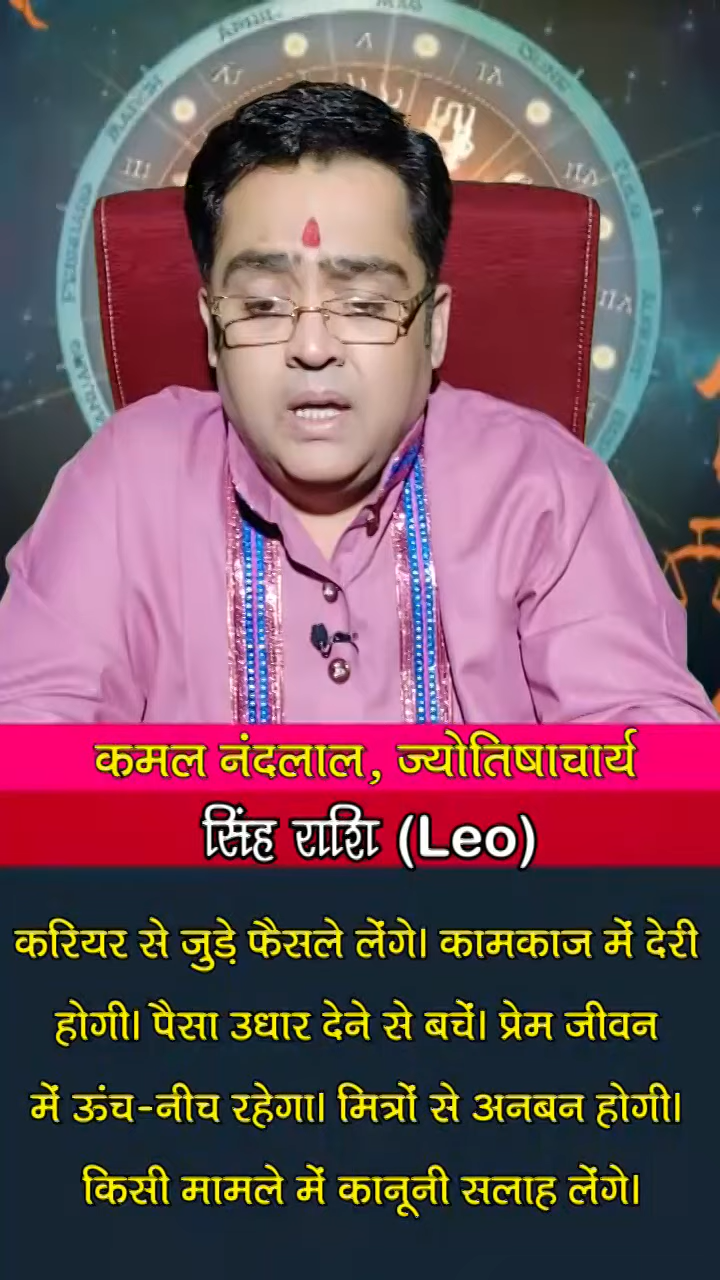 कमल नंदलाल, ज्योतिषाचार्य
सिंह राशि (Leo)
करियर से जुड़े फैसले लेंगे। कामकाज में देरी
होगी। पैसा उधार देने से बचें। प्रेम जीवन
में ऊंच-नीच रहेगा। मित्रों से अनबन होगी।
किसी मामले में कानूनी सलाह लेंगे।